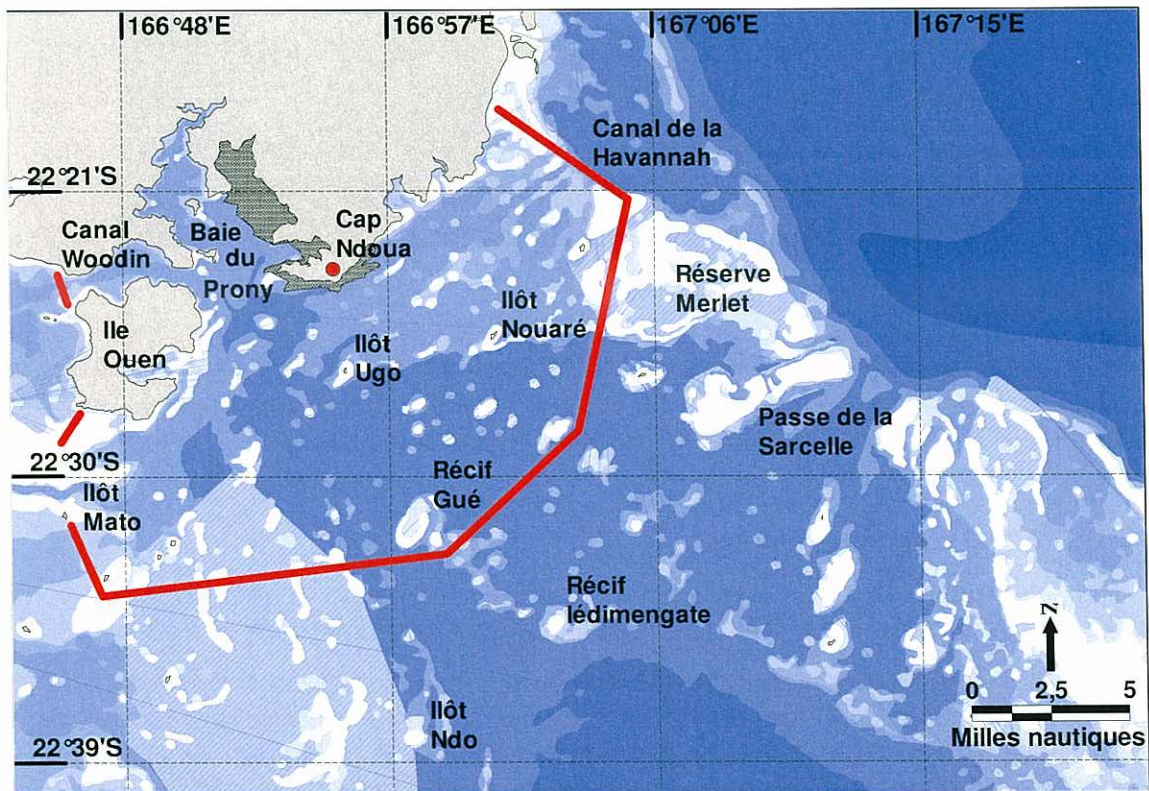 166°48'E
166°57'E
167°06'E
167°15'E
Canal de la
Havannah
22°21'S
Canal
Woodin
Baie
du
Prony
Cap
Ndoua
Réserve
Merlet
Ilôt
Nouaré
Ile
Ouen
Ilôt
Ugo
Passe de la
Sarcelle
22°30'S
Ilôt
Mato
Récif
Gué
Récif
lédimengate
N
0 2,5 5
Milles nautiques
Ilôt
Ndo
22°39'S